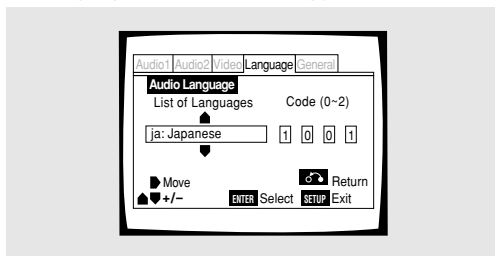 Audio1 Audio2 Video Language General
Audio Language
List of Languages Code (0~2)
ja: Japanese 1 0 0 1
Move Return
+/− ENTER Select SETUP Exit